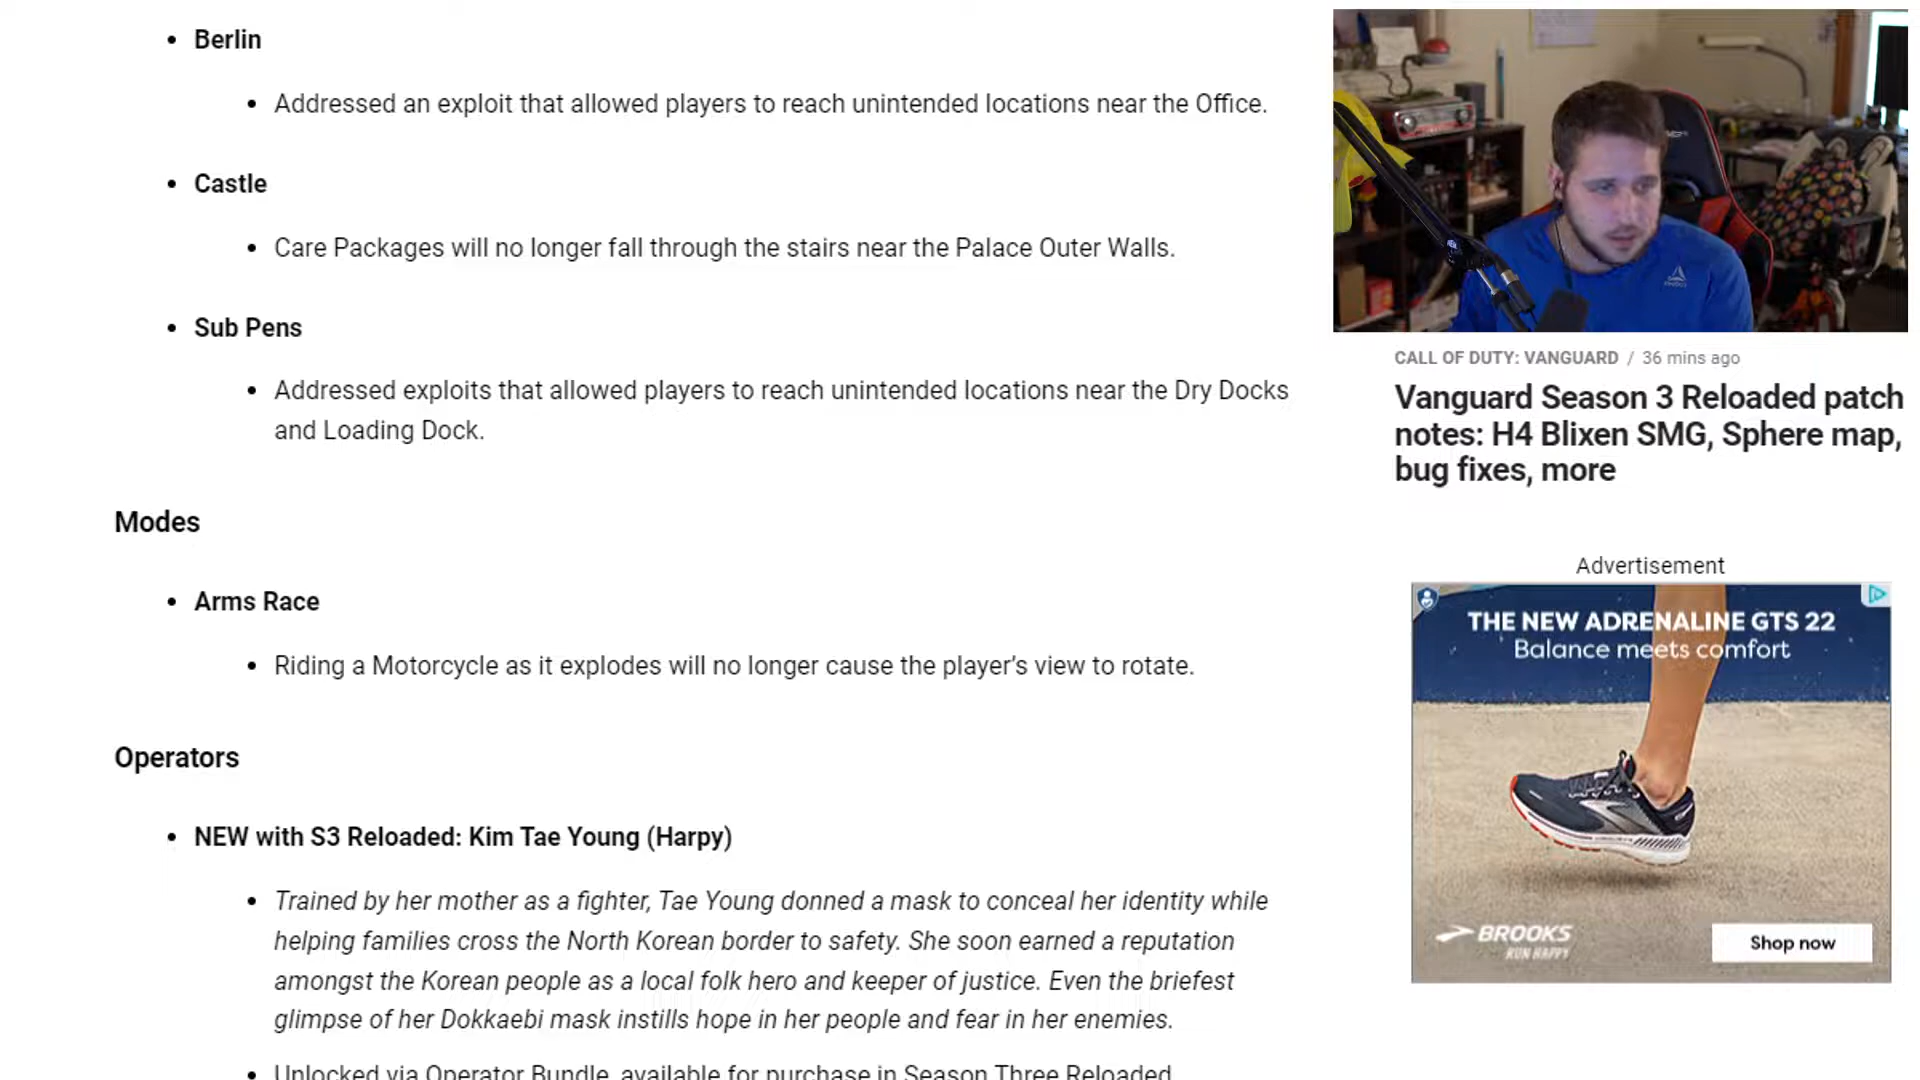 Berlin
Addressed an exploit that allowed players to reach unintended locations near the Office.
Castle
Care Packages will no longer fall through the stairs near the Palace Outer Walls.
Sub Pens
Addressed exploits that allowed players to reach unintended locations near the Dry Docks
and Loading Dock.
Modes
Arms Race
Riding a Motorcycle as it explodes will no longer cause the player's view to rotate.
Operators
NEW with S3 Reloaded: Kim Tae Young (Harpy)
Trained by her mother as a fighter, Tae Young donned a mask to conceal her identity while
helping families cross the North Korean border to safety. She soon earned a reputation
amongst the Korean people as a local folk hero and keeper of justice. Even the briefest
glimpse of her Dokkaebi mask instills hope in her people and fear in her enemies.
Unlocked via Operator Bundle, available for purchase in Season Three Reloaded
CALL OF DUTY: VANGUARD / 36 mins ago
Vanguard Season 3 Reloaded patch
notes: H4 Blixen SMG, Sphere map,
bug fixes, more
Advertisement
THE NEW ADRENALINE GTS 22
Balance meets comfort
BROOKS
RUN HAPPY
Shop now